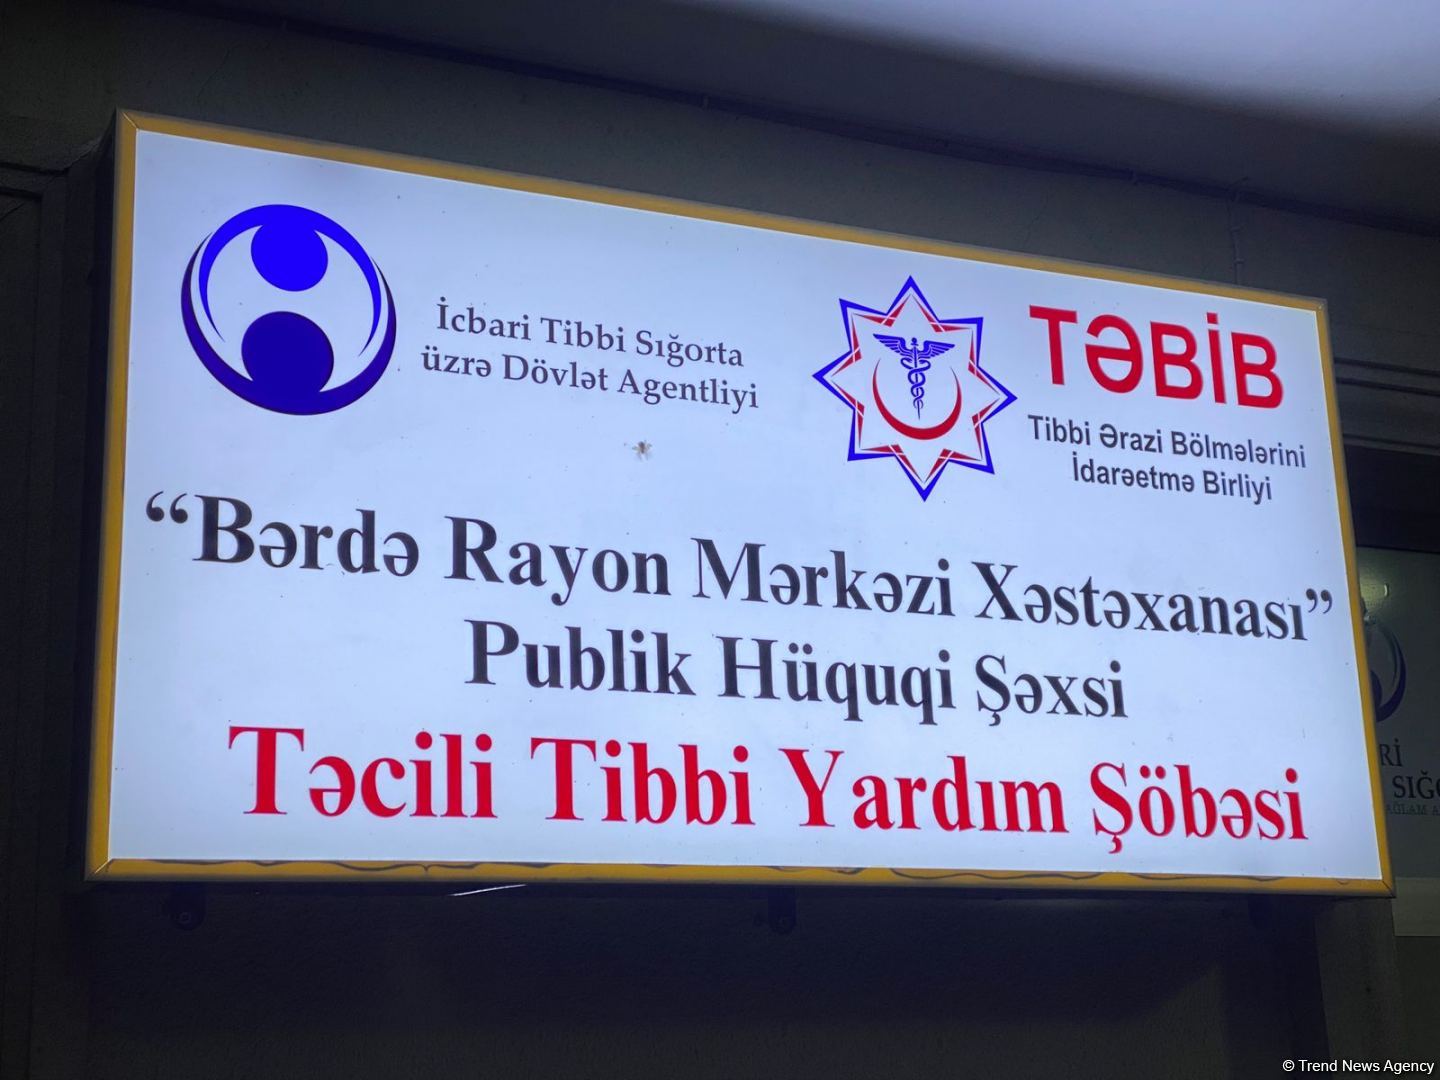 İcbari Tibbi Sığorta
üzrə Dövlət Agentliyi
TƏBİB
Tibbi Ərazi Bölmələrini
İdarəetmə Birliyi
“Bərdə Rayon Mərkəzi Xəstəxanası”
Publik Hüquqi Şəxsi
Təcili Tibbi Yardım Şöbəsi
© Trend News Agency